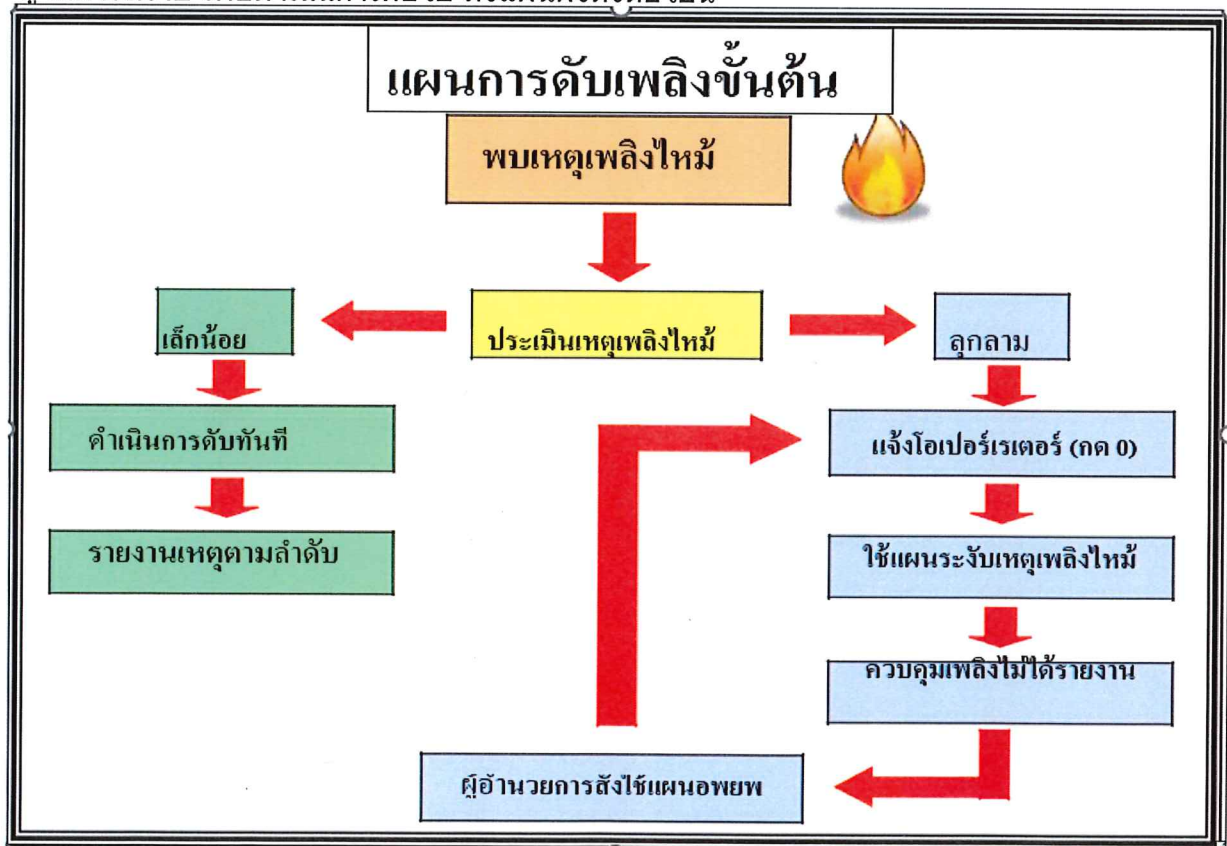 แผนการดับเพลิงขั้นต้น
พบเหตุเพลิงไหม้
เล็กน้อย
ประเมินเหตุเพลิงไหม้
ลุกลาม
ดำเนินการดับทันที
แจ้งโอเปอร์เรเตอร์ (กด 0)
รายงานเหตุตามลำดับ
ใช้แผนระงับเหตุเพลิงไหม้
ควบคุมเพลิงไม่ได้รายงาน
ผู้อำนวยการสั่งใช้แผนอพยพ